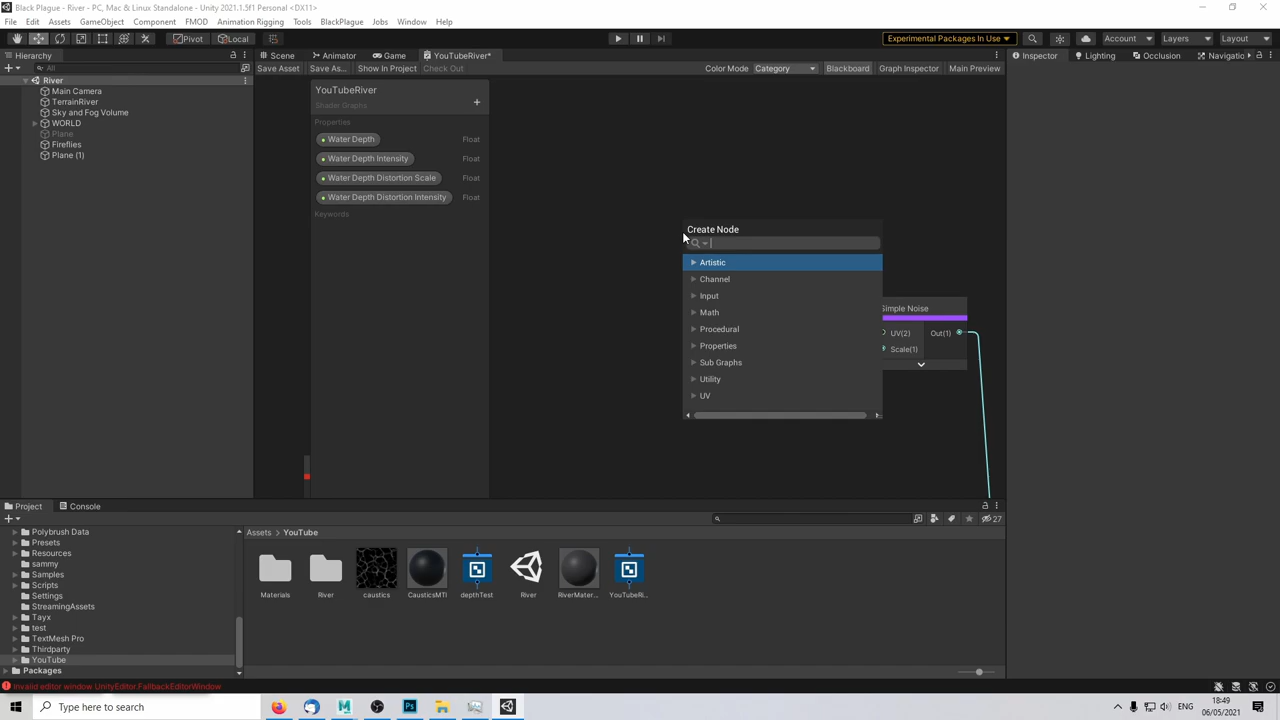 Black Plague - River - PC, Mac & Linux Standalone - Unity 2021.1.5f1 Personal <DX11>
File Edit Assets GameObject Component FMOD Animation Rigging Tools BlackPlague Jobs Window Help
Pivot Local Experimental Packages In Use Account Layers Layout
Hierarchy Scene Animator Game YouTubeRiver* Inspector Lighting Occlusion Navigatio
All Save Asset Save As... Show In Project Check Out Color Mode Category Blackboard Graph Inspector Main Preview
River
Main Camera
TerrainRiver
Sky and Fog Volume
WORLD
Plane
Fireflies
Plane (1)
YouTubeRiver
Shader Graphs
Properties
Water Depth Float
Water Depth Intensity Float
Water Depth Distortion Scale Float
Water Depth Distortion Intensity Float
Keywords
Create Node
Artistic
Channel
Input
Math
Procedural
Properties
Sub Graphs
Utility
UV
Simple Noise
UV(2) Out(1)
Scale(1)
Project Console
27
Assets YouTube
Polybrush Data
Presets
Resources
sammy
Samples
Scripts
Settings
StreamingAssets
Tayx
test
TextMesh Pro
Thirdparty
YouTube
Packages
Materials River caustics CausticsMTl depthTest River RiverMater... YouTubeRi...
Invalid editor window UnityEditor.FallbackEditorWindow
Type here to search
Ps
ENG
18:49
06/05/2021